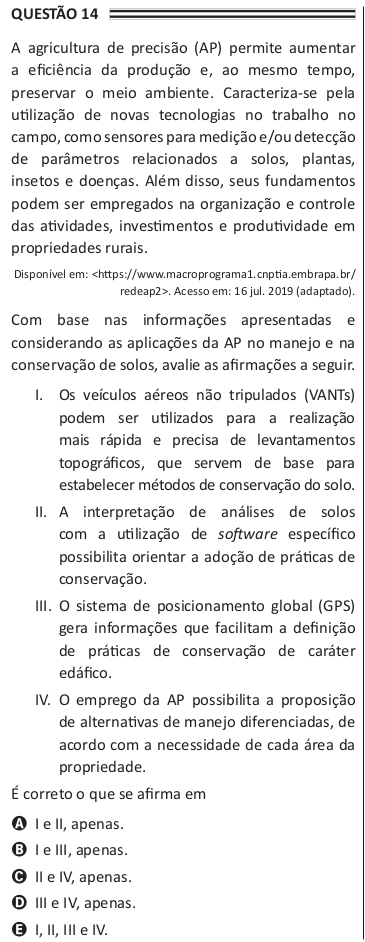 QUESTÃO 14
A agricultura de precisão (AP) permite aumentar
a eficiência da produção e, ao mesmo tempo,
preservar o meio ambiente. Caracteriza-se pela
utilização de novas tecnologias no trabalho no
campo, como sensores para medição e/ou detecção
de parâmetros relacionados a solos, plantas,
insetos e doenças. Além disso, seus fundamentos
podem ser empregados na organização e controle
das atividades, investimentos e produtividade em
propriedades rurais.
Disponível em: <https://www.macroprograma1.cnptia.embrapa.br/
redeap2>. Acesso em: 16 jul. 2019 (adaptado).
Com base nas informações apresentadas e
considerando as aplicações da AP no manejo e na
conservação de solos, avalie as afirmações a seguir.
I. Os veículos aéreos não tripulados (VANTs)
podem ser utilizados para a realização
mais rápida e precisa de levantamentos
topográficos, que servem de base para
estabelecer métodos de conservação do solo.
II. A interpretação de análises de solos
com a utilização de software específico
possibilita orientar a adoção de práticas de
conservação.
III. O sistema de posicionamento global (GPS)
gera informações que facilitam a definição
de práticas de conservação de caráter
edáfico.
IV. O emprego da AP possibilita a proposição
de alternativas de manejo diferenciadas, de
acordo com a necessidade de cada área da
propriedade.
É correto o que se afirma em
A I e II, apenas.
B I e III, apenas.
C II e IV, apenas.
D III e IV, apenas.
E I, II, III e IV.